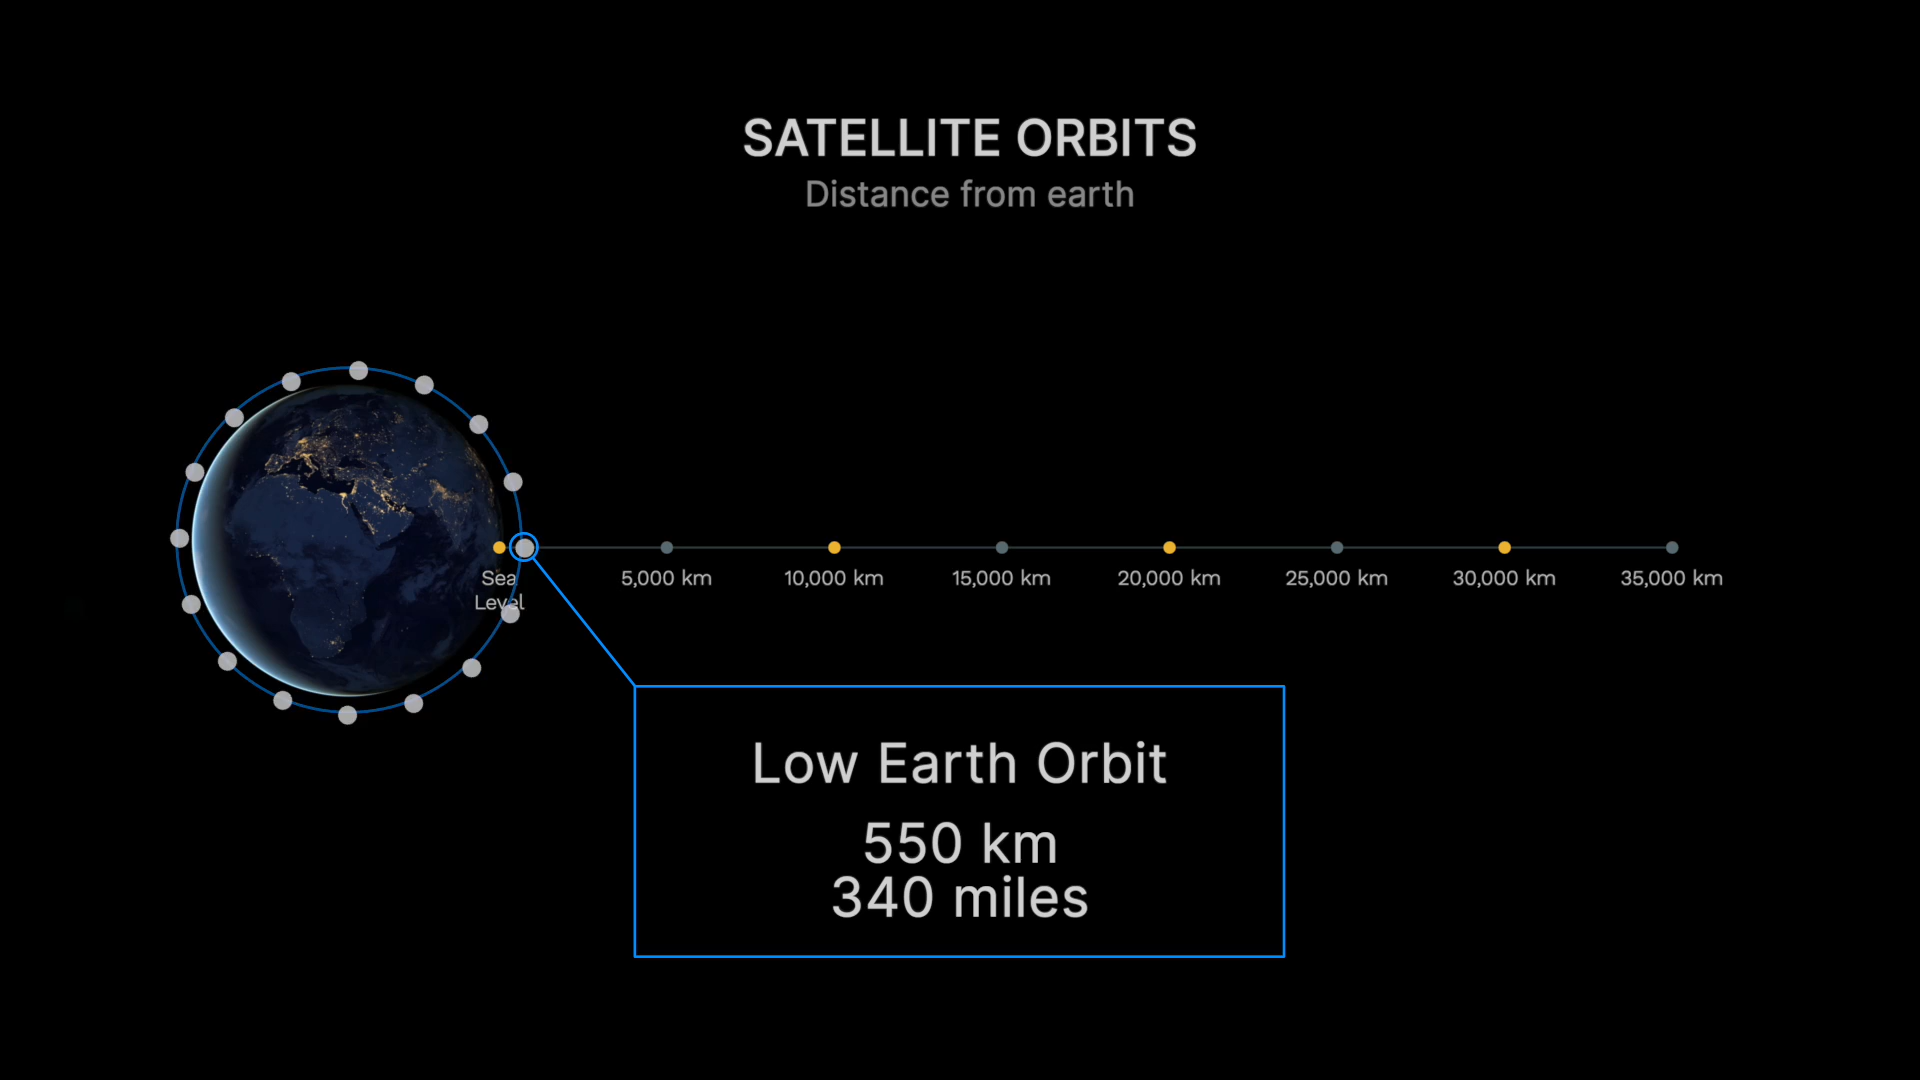 SATELLITE ORBITS
Distance from earth
Sea
Level
5,000 km
10,000 km
15,000 km
20,000 km
25,000 km
30,000 km
35,000 km
Low Earth Orbit
550 km
340 miles